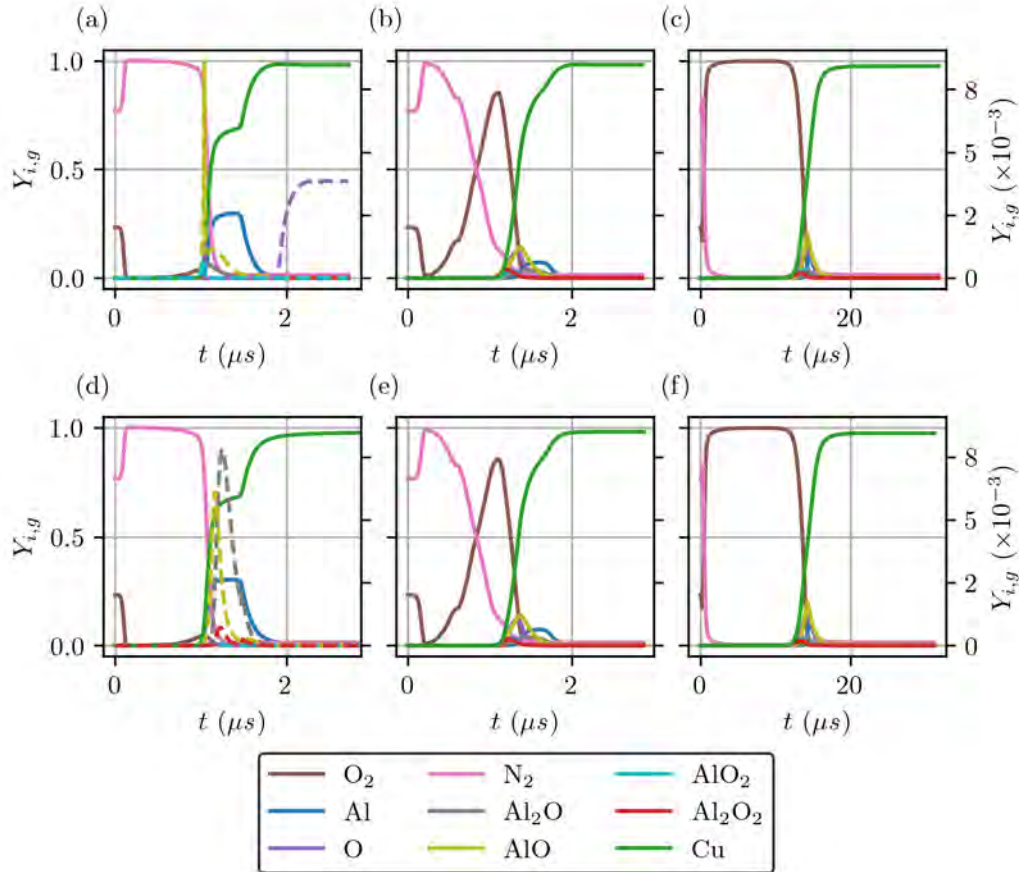 (a) (b) (c)
1.0 8
5
0.5
2
0.0 0
Y_{i,g} Y_{i,g} (×10^{−3})
0 2 0 2 0 20
t (μs) t (μs) t (μs)
(d) (e) (f)
1.0 8
5
0.5
2
0.0 0
Y_{i,g} Y_{i,g} (×10^{−3})
0 2 0 2 0 20
t (μs) t (μs) t (μs)
O₂ N₂ AlO₂
Al Al₂O Al₂O₂
O AlO Cu